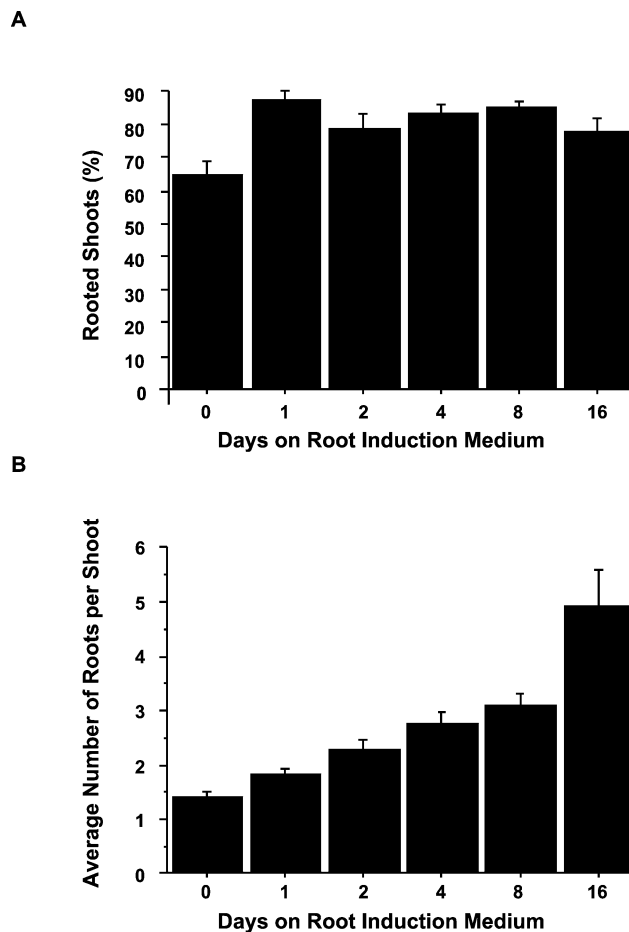 A
Rooted Shoots (%)
90
80
70
60
50
40
30
20
10
0
0 1 2 4 8 16
Days on Root Induction Medium
B
Average Number of Roots per Shoot
6
5
4
3
2
1
0
0 1 2 4 8 16
Days on Root Induction Medium